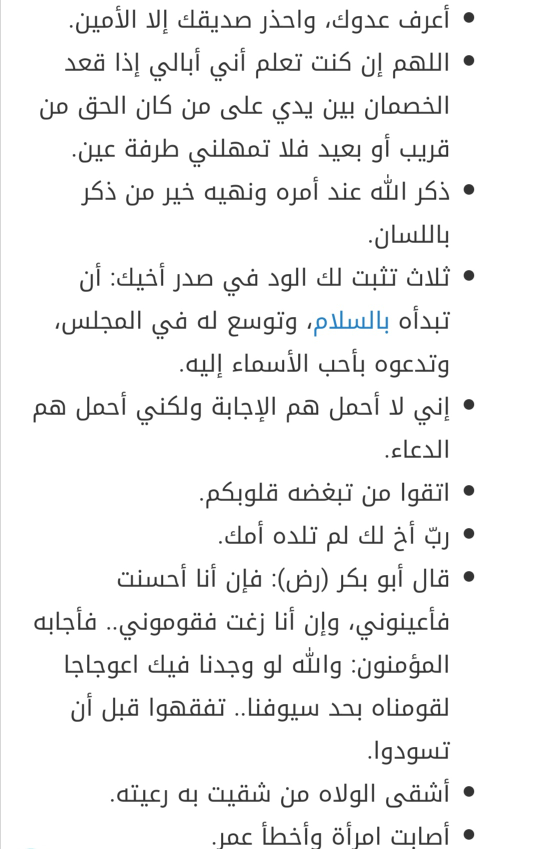 أعرف عدوك، واحذر صديقك إلا الأمين.
اللهم إن كنت تعلم أني أبالي إذا قعد
الخصمان بين يدي على من كان الحق من
قريب أو بعيد فلا تمهلني طرفة عين.
ذكر الله عند أمره ونهيه خير من ذكر
باللسان.
ثلاث تثبت لك الود في صدر أخيك: أن
تبدأه بالسلام، وتوسع له في المجلس،
وتدعوه بأحب الأسماء إليه.
إني لا أحمل هم الإجابة ولكني أحمل هم
الدعاء.
اتقوا من تبغضه قلوبكم.
ربّ أخ لك لم تلده أمك.
قال أبو بكر (رض): فإن أنا أحسنت
فأعينوني، وإن أنا زغت فقوموني.. فأجابه
المؤمنون: والله لو وجدنا فيك اعوجاجا
لقومناه بحد سيوفنا.. تفقهوا قبل أن
تسودوا.
أشقى الولاه من شقيت به رعيته.
أصابت امرأة وأخطأ عمر.